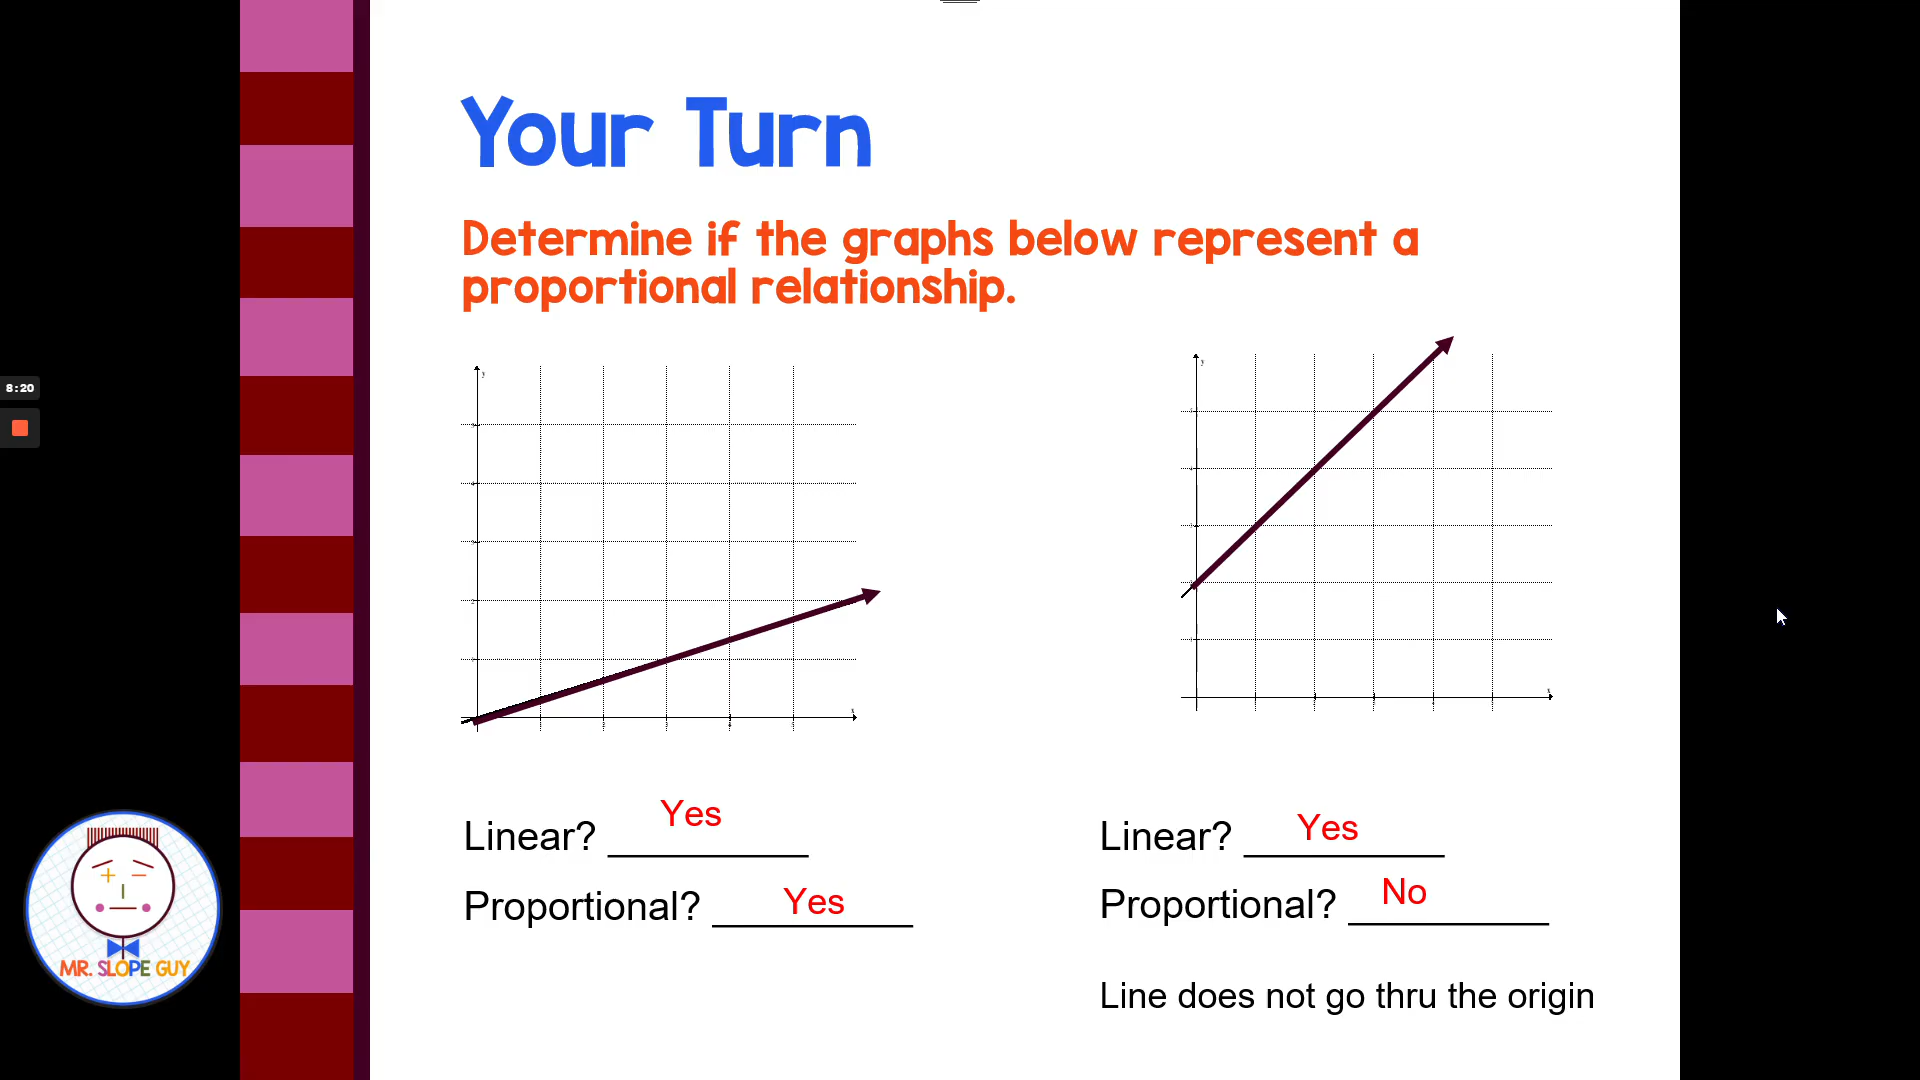 Your Turn
Determine if the graphs below represent a
proportional relationship.
8:20
y
x
y
x
Linear? Yes
Proportional? Yes
Linear? Yes
Proportional? No
Line does not go thru the origin
MR. SLOPE GUY